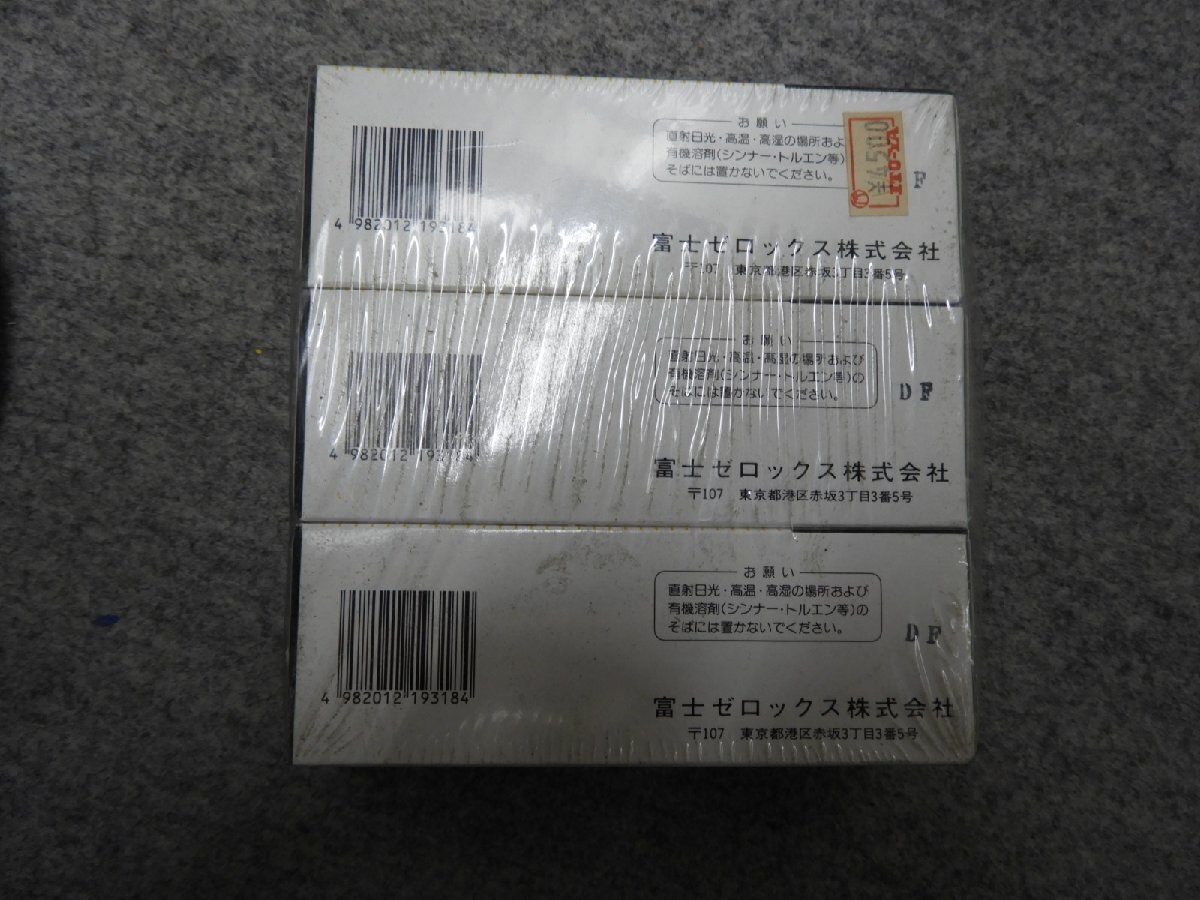 お願い
直射日光・高温・高湿の場所およ
有機溶剤(シンナー・トルエン等)
そばには置かないでください。
¥4500
F
4 982012 193184
富士ゼロックス株式会社
〒107 東京都港区赤坂3丁目3番5号
お願い
直射日光・高温・高湿の場所および
有機溶剤(シンナー・トルエン等)の
そばには置かないでください。
DF
4 982012 193184
富士ゼロックス株式会社
〒107 東京都港区赤坂3丁目3番5号
お願い
直射日光・高温・高湿の場所および
有機溶剤(シンナー・トルエン等)の
そばには置かないでください。
DF
4 982012 193184
富士ゼロックス株式会社
〒107 東京都港区赤坂3丁目3番5号